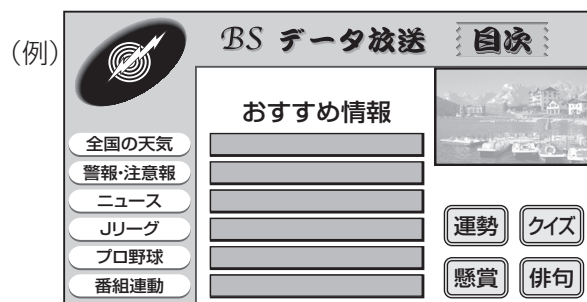 (例)
BS データ放送 目次
おすすめ情報
全国の天気
警報・注意報
ニュース
Jリーグ
プロ野球
番組連動
運勢 クイズ
懸賞 俳句